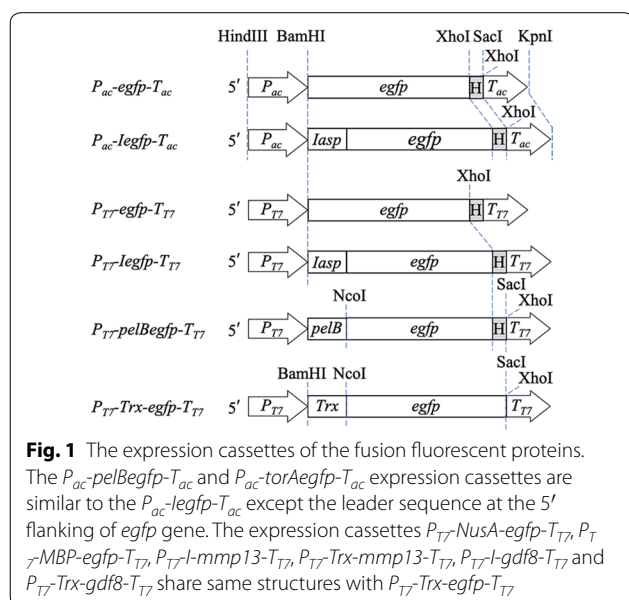 HindIII BamHI XhoI SacI KpnI
XhoI
Pac-egfp-Tac 5′ Pac egfp H Tac
XhoI
Pac-Iegfp-Tac 5′ Pac Iasp egfp H Tac
XhoI
PT7-egfp-TT7 5′ PT7 egfp H TT7
PT7-Iegfp-TT7 5′ PT7 Iasp egfp H TT7
SacI
NcoI XhoI
PT7-pelBegfp-TT7 5′ PT7 pelB egfp H TT7
SacI
BamHI NcoI XhoI
PT7-Trx-egfp-TT7 5′ PT7 Trx egfp TT7
Fig. 1 The expression cassettes of the fusion fluorescent proteins.
The Pac-pelBegfp-Tac and Pac-torAegfp-Tac expression cassettes are
similar to the Pac-Iegfp-Tac except the leader sequence at the 5′
flanking of egfp gene. The expression cassettes PT7-NusA-egfp-TT7, PT
7-MBP-egfp-TT7, PT7-I-mmp13-TT7, PT7-Trx-mmp13-TT7, PT7-I-gdf8-TT7 and
PT7-Trx-gdf8-TT7 share same structures with PT7-Trx-egfp-TT7